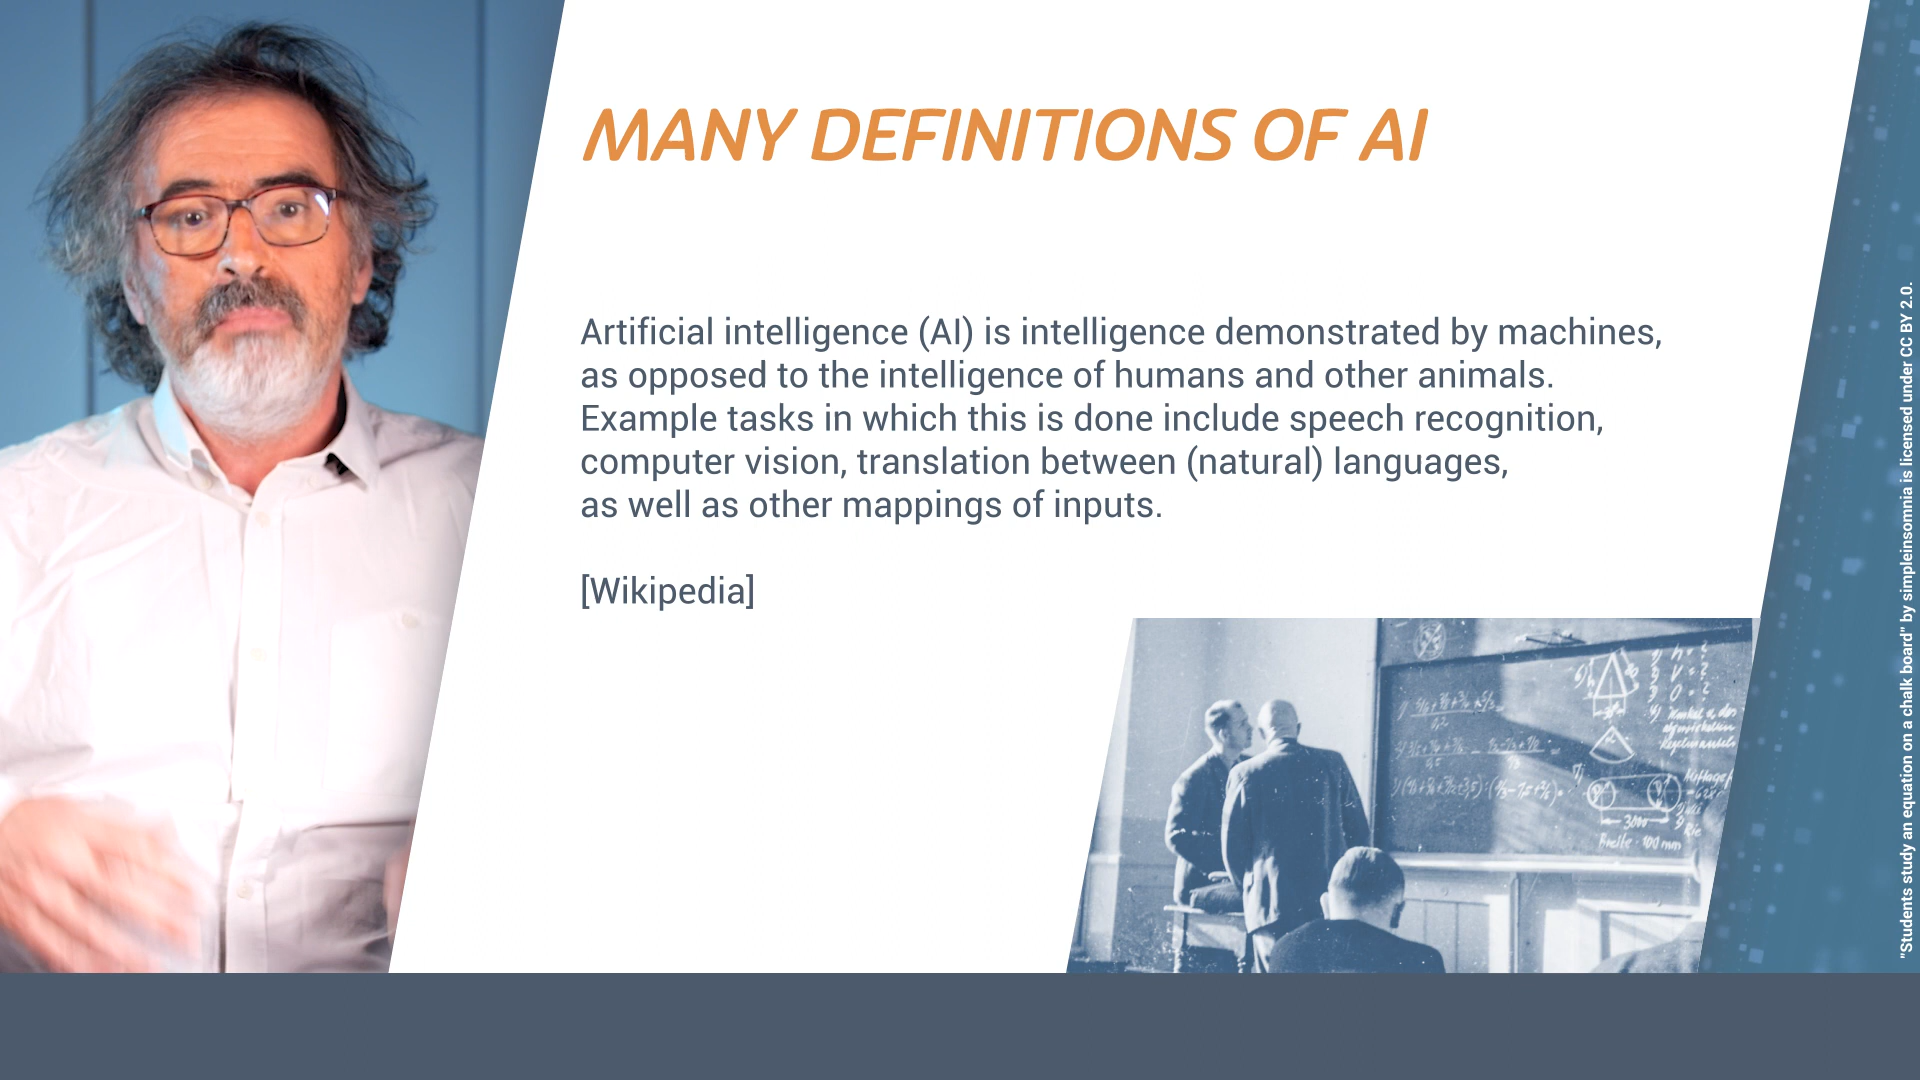 MANY DEFINITIONS OF AI
Artificial intelligence (AI) is intelligence demonstrated by machines,
as opposed to the intelligence of humans and other animals.
Example tasks in which this is done include speech recognition,
computer vision, translation between (natural) languages,
as well as other mappings of inputs.
[Wikipedia]
"Students study an equation on a chalk board" by simpleinsomnia is licensed under CC BY 2.0.